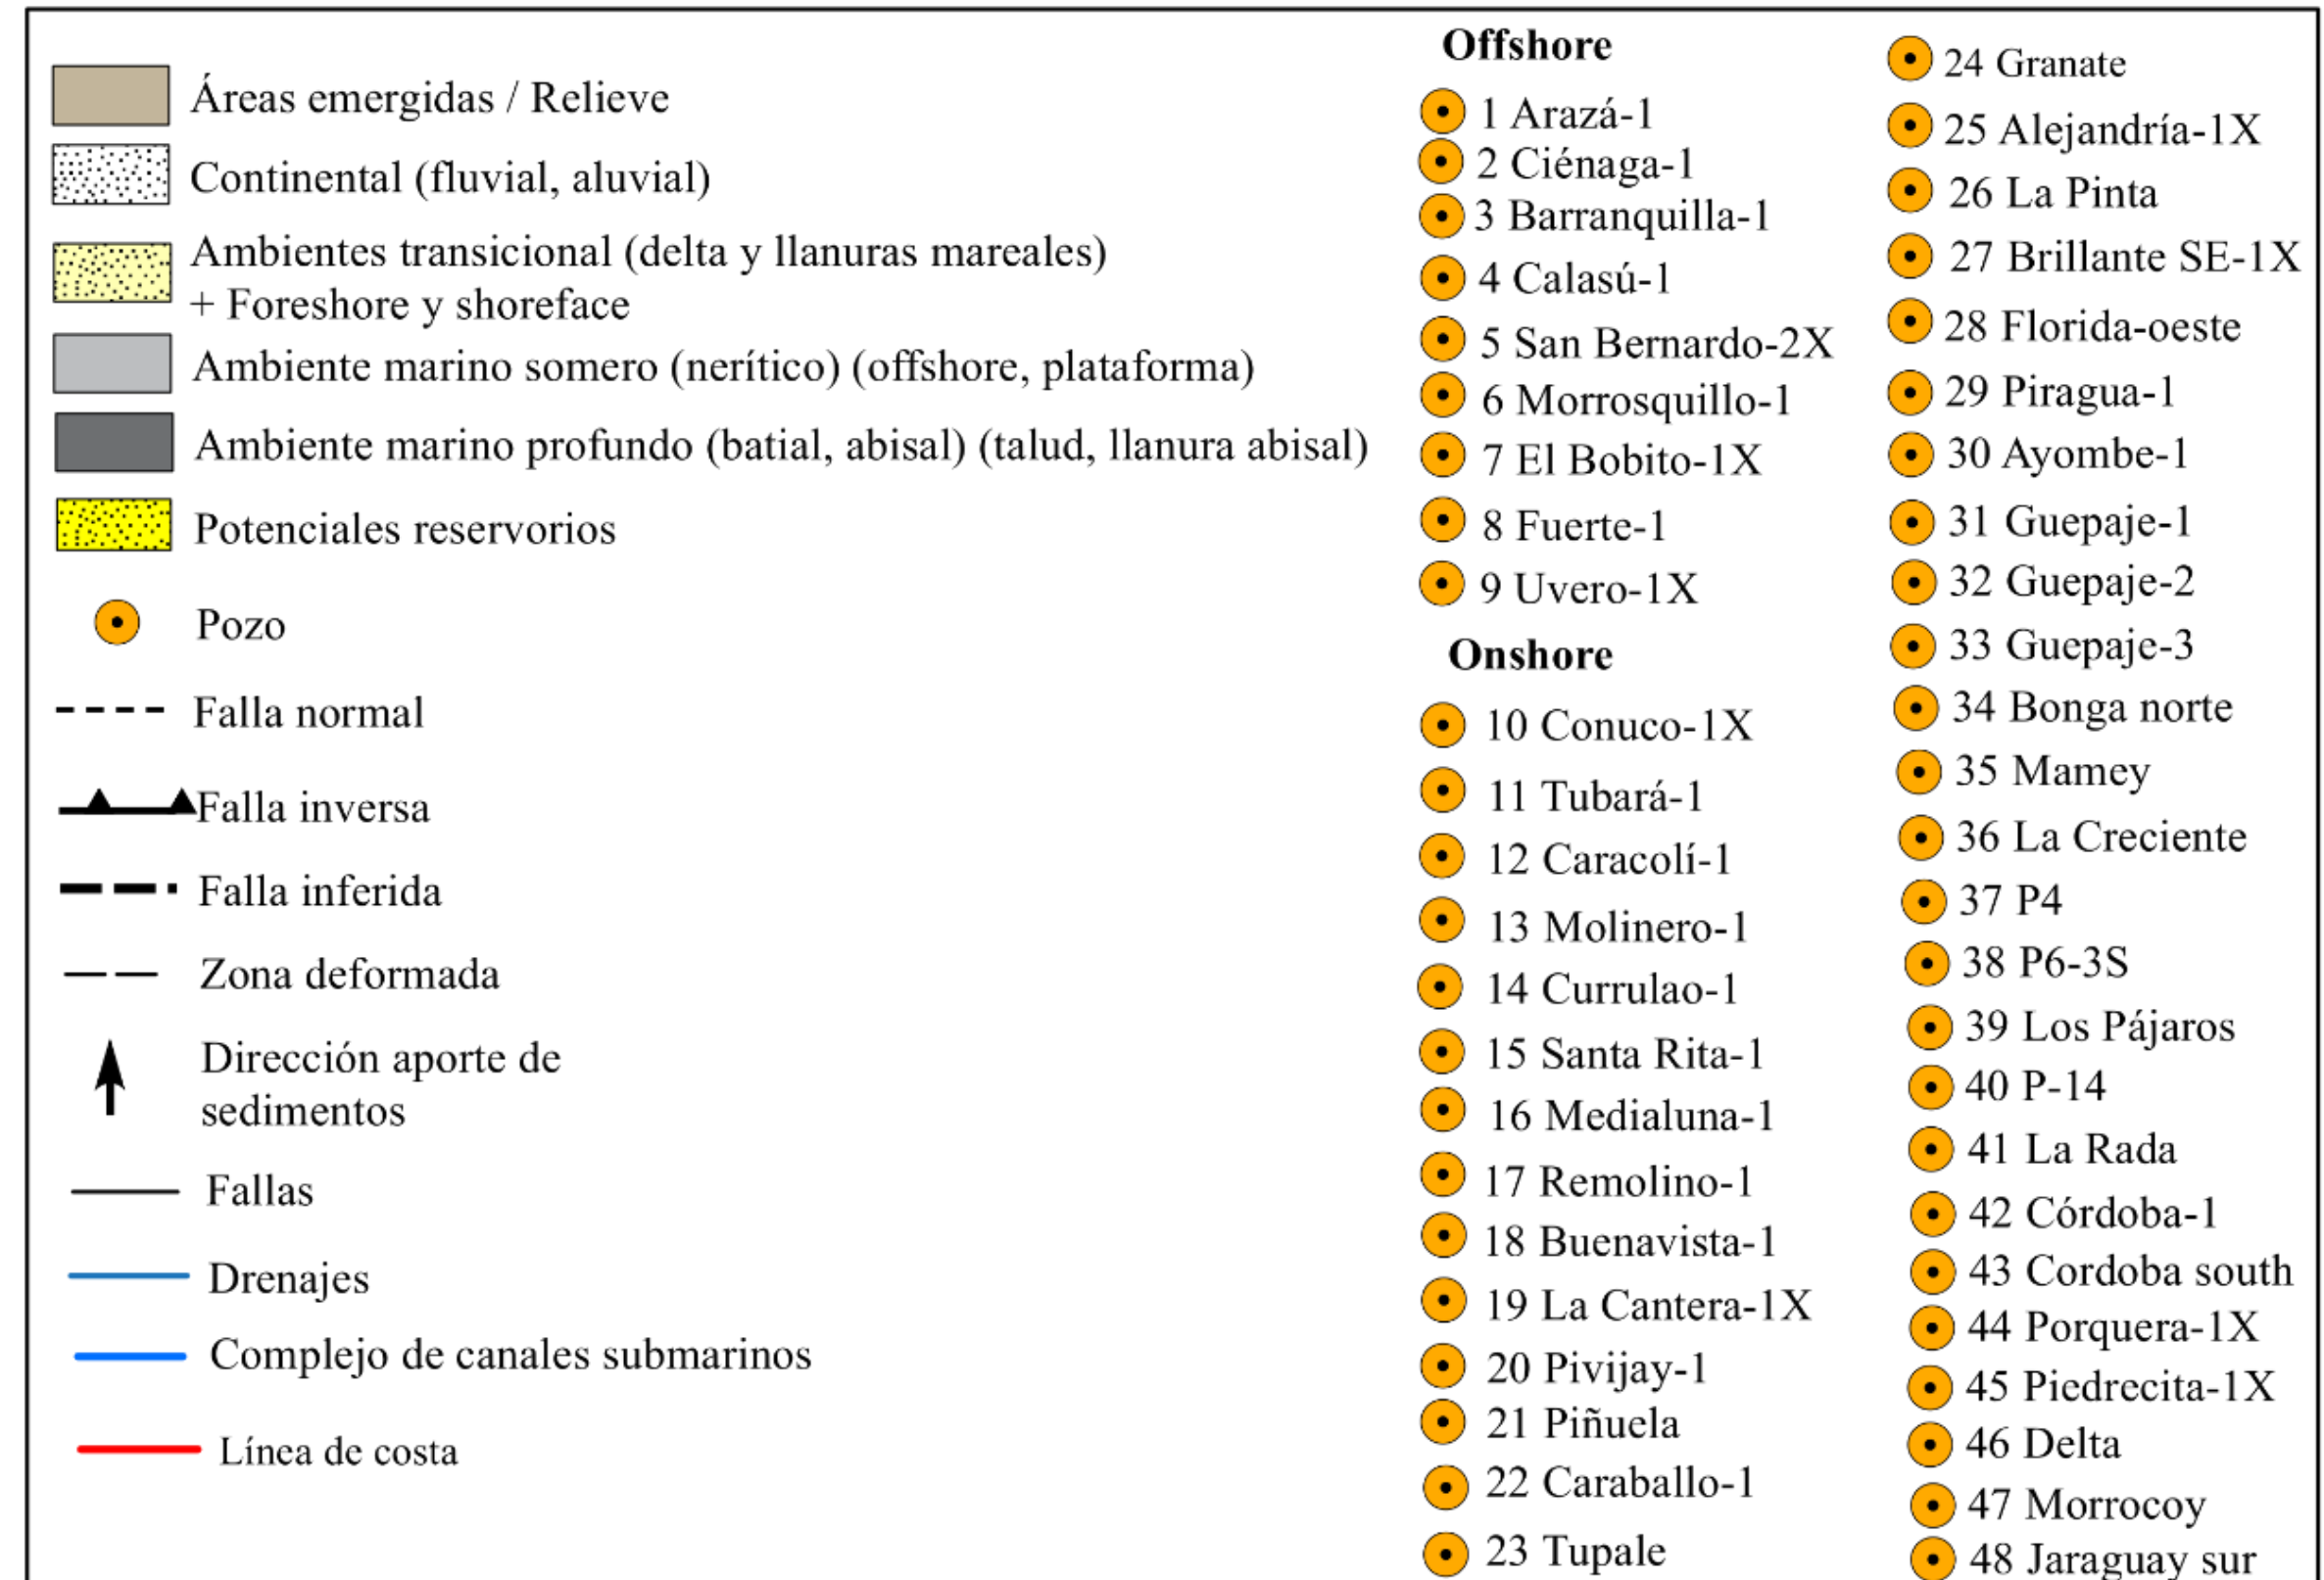 Áreas emergidas / Relieve
Continental (fluvial, aluvial)
Ambientes transicional (delta y llanuras mareales)
+ Foreshore y shoreface
Ambiente marino somero (nerítico) (offshore, plataforma)
Ambiente marino profundo (batial, abisal) (talud, llanura abisal)
Potenciales reservorios
Pozo
Falla normal
Falla inversa
Falla inferida
Zona deformada
Dirección aporte de
sedimentos
Fallas
Drenajes
Complejo de canales submarinos
Línea de costa
Offshore
1 Arazá-1
2 Ciénaga-1
3 Barranquilla-1
4 Calasú-1
5 San Bernardo-2X
6 Morrosquillo-1
7 El Bobito-1X
8 Fuerte-1
9 Uvero-1X
Onshore
10 Conuco-1X
11 Tubará-1
12 Caracolí-1
13 Molinero-1
14 Currulao-1
15 Santa Rita-1
16 Medialuna-1
17 Remolino-1
18 Buenavista-1
19 La Cantera-1X
20 Pivijay-1
21 Piñuela
22 Caraballo-1
23 Tupale
24 Granate
25 Alejandría-1X
26 La Pinta
27 Brillante SE-1X
28 Florida-oeste
29 Piragua-1
30 Ayombe-1
31 Guepaje-1
32 Guepaje-2
33 Guepaje-3
34 Bonga norte
35 Mamey
36 La Creciente
37 P4
38 P6-3S
39 Los Pájaros
40 P-14
41 La Rada
42 Córdoba-1
43 Cordoba south
44 Porquera-1X
45 Piedrecita-1X
46 Delta
47 Morrocoy
48 Jaraguay sur